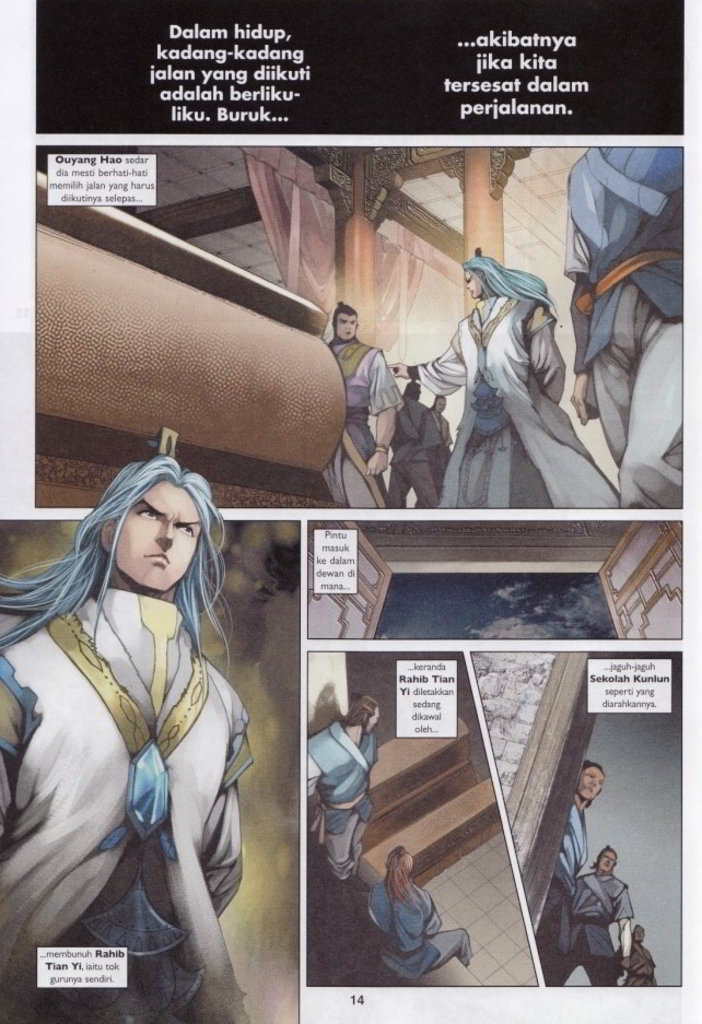 Dalam hidup,
kadang-kadang
jalan yang diikuti
adalah berliku-
liku. Buruk...
...akibatnya
jika kita
tersesat dalam
perjalanan.
Ouyang Hao sedar
dia mesti berhati-hati
memilih jalan yang harus
diikutinya selepas...
...membunuh Rahib
Tian Yi, iaitu tok
gurunya sendiri.
Pintu
masuk
ke dalam
dewan di
mana...
...keranda
Rahib Tian
Yi diletakkan
sedang
dikawal
oleh...
...jaguh-jaguh
Sekolah Kunlun
seperti yang
diarahkannya.
14